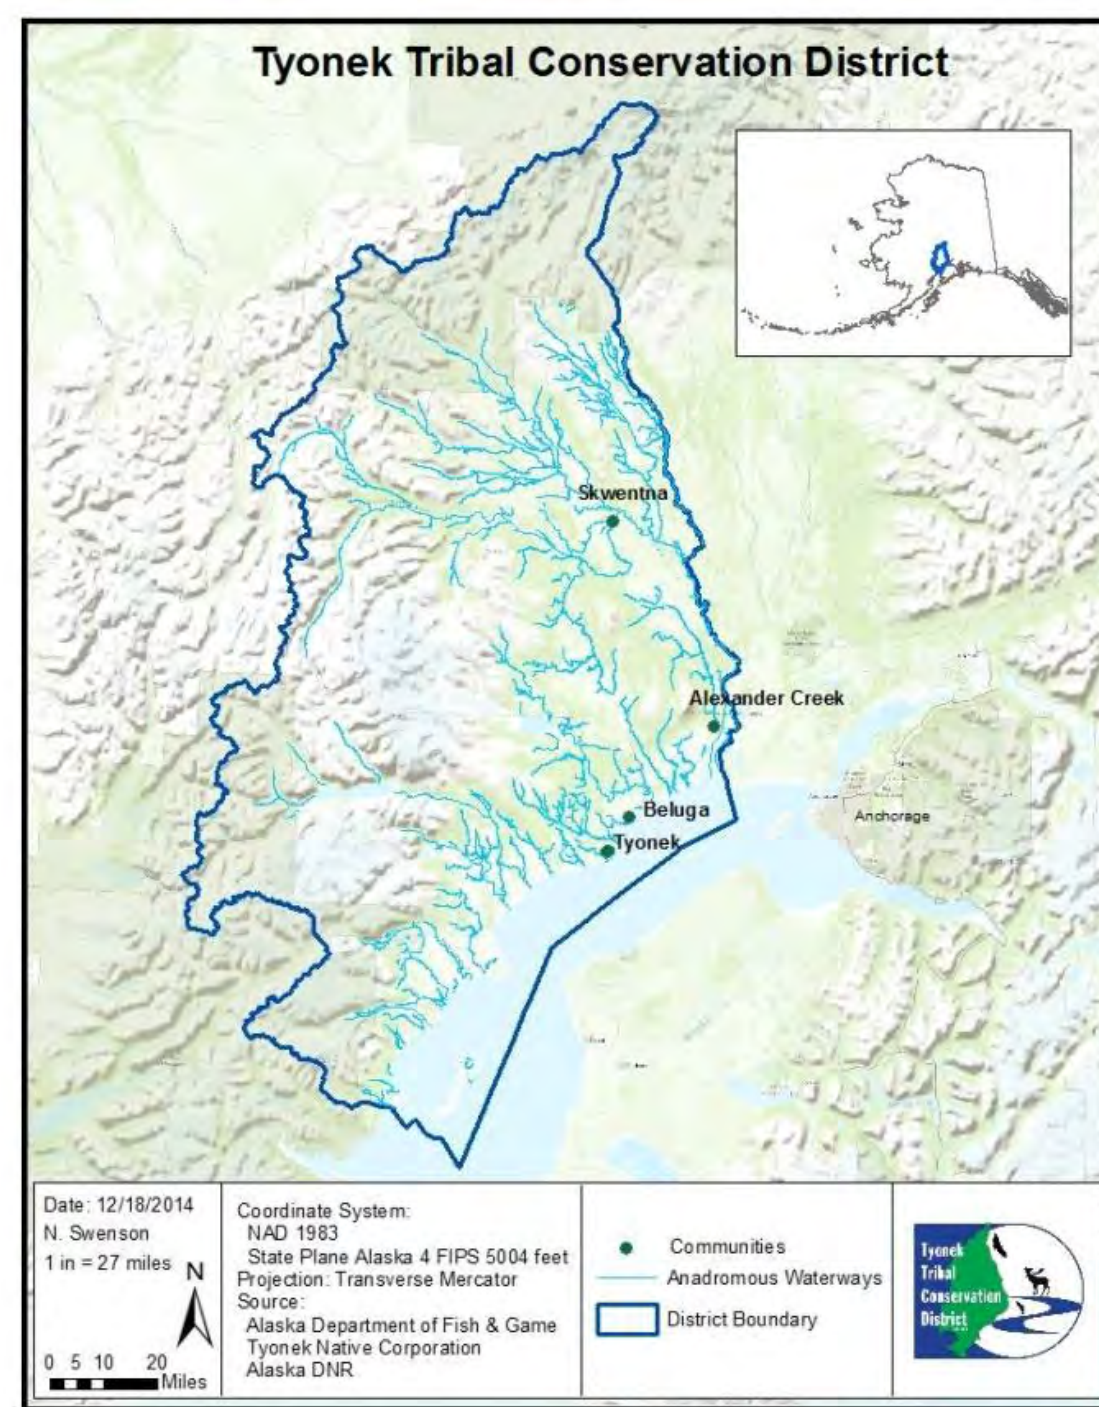 Tyonek Tribal Conservation District
Skwentna
Alexander Creek
Beluga
Tyonek
Anchorage
Date: 12/18/2014
N. Swenson
1 in = 27 miles
N
0 5 10 20
Miles
Coordinate System:
NAD 1983
State Plane Alaska 4 FIPS 5004 feet
Projection: Transverse Mercator
Source:
Alaska Department of Fish & Game
Tyonek Native Corporation
Alaska DNR
Communities
Anadromous Waterways
District Boundary
Tyonek
Tribal
Conservation
District